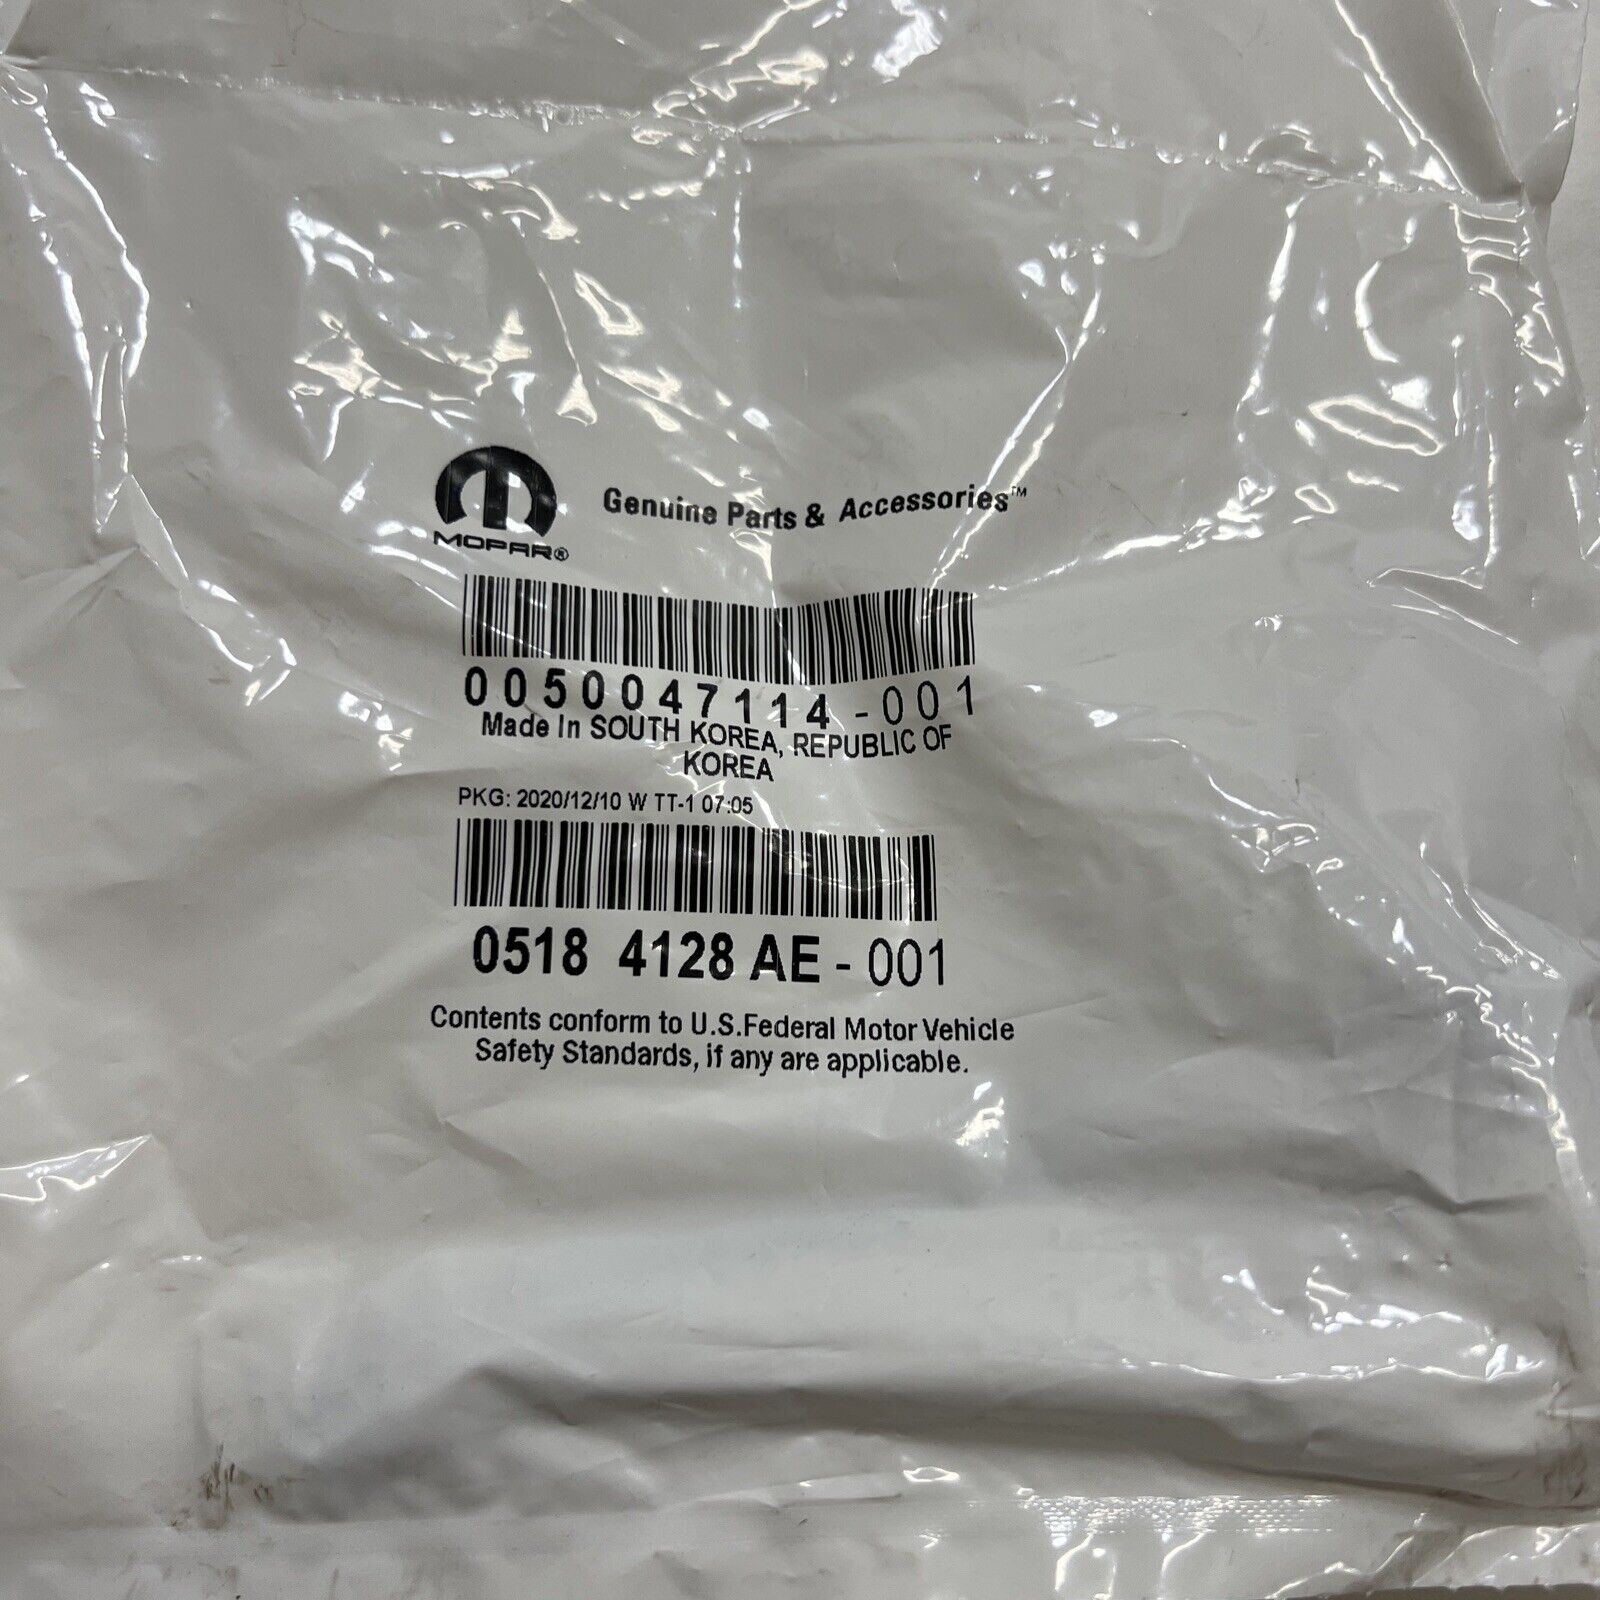 MOPAR®
Genuine Parts & Accessories™
0050047114-001
Made In SOUTH KOREA, REPUBLIC OF
KOREA
PKG: 2020/12/10 W TT-1 07:05
0518 4128 AE - 001
Contents conform to U.S.Federal Motor Vehicle
Safety Standards, if any are applicable.